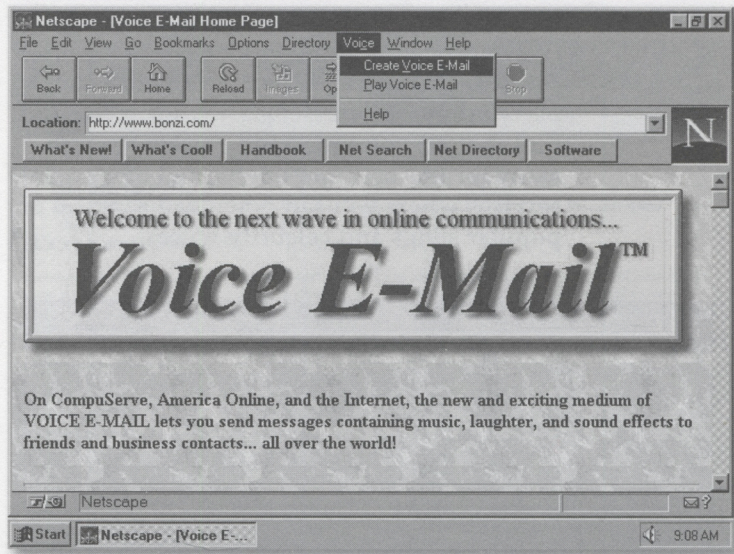 Netscape - [Voice E-Mail Home Page]
File Edit View Go Bookmarks Options Directory Voice Window Help
Create Voice E-Mail
Play Voice E-Mail
Help
Back Forward Home Reload Images Op Stop
Location: http://www.bonzi.com/
N
What's New! What's Cool! Handbook Net Search Net Directory Software
Welcome to the next wave in online communications...
Voice E-Mail™
On CompuServe, America Online, and the Internet, the new and exciting medium of
VOICE E-MAIL lets you send messages containing music, laughter, and sound effects to
friends and business contacts... all over the world!
Netscape
?
Start Netscape - [Voice E-... 9:08 AM